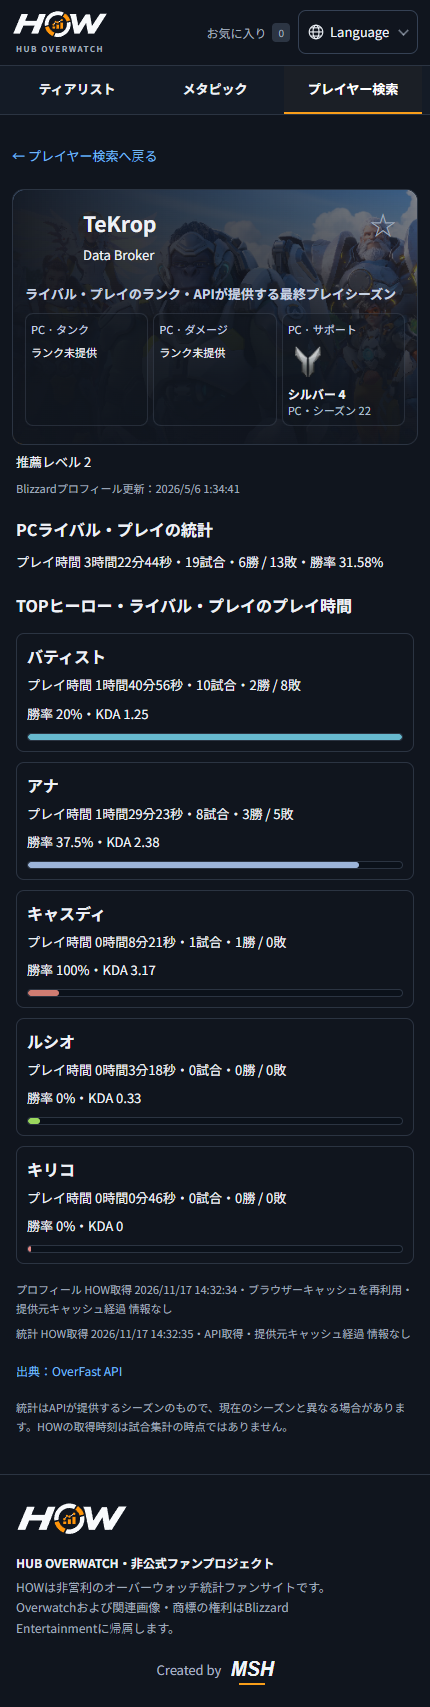 HOW
HUB OVERWATCH
お気に入り 0
Language
ティアリスト
メタピック
プレイヤー検索
← プレイヤー検索へ戻る
TeKrop
☆
Data Broker
ライバル・プレイのランク・APIが提供する最終プレイシーズン
PC · タンク
ランク未提供
PC · ダメージ
ランク未提供
PC · サポート
シルバー 4
PC・シーズン 22
推薦レベル 2
Blizzardプロフィール更新：2026/5/6 1:34:41
PCライバル・プレイの統計
プレイ時間 3時間22分44秒・19試合・6勝 / 13敗・勝率 31.58%
TOPヒーロー・ライバル・プレイのプレイ時間
バティスト
プレイ時間 1時間40分56秒・10試合・2勝 / 8敗
勝率 20%・KDA 1.25
アナ
プレイ時間 1時間29分23秒・8試合・3勝 / 5敗
勝率 37.5%・KDA 2.38
キャスディ
プレイ時間 0時間8分21秒・1試合・1勝 / 0敗
勝率 100%・KDA 3.17
ルシオ
プレイ時間 0時間3分18秒・0試合・0勝 / 0敗
勝率 0%・KDA 0.33
キリコ
プレイ時間 0時間0分46秒・0試合・0勝 / 0敗
勝率 0%・KDA 0
プロフィール HOW取得 2026/11/17 14:32:34・ブラウザーキャッシュを再利用・
提供元キャッシュ経過 情報なし
統計 HOW取得 2026/11/17 14:32:35・API取得・提供元キャッシュ経過 情報なし
出典：OverFast API
統計はAPIが提供するシーズンのもので、現在のシーズンと異なる場合がありま
す。HOWの取得時刻は試合集計の時点ではありません。
HOW
HUB OVERWATCH・非公式ファンプロジェクト
HOWは非営利のオーバーウォッチ統計ファンサイトです。
Overwatchおよび関連画像・商標の権利はBlizzard
Entertainmentに帰属します。
Created by MSH